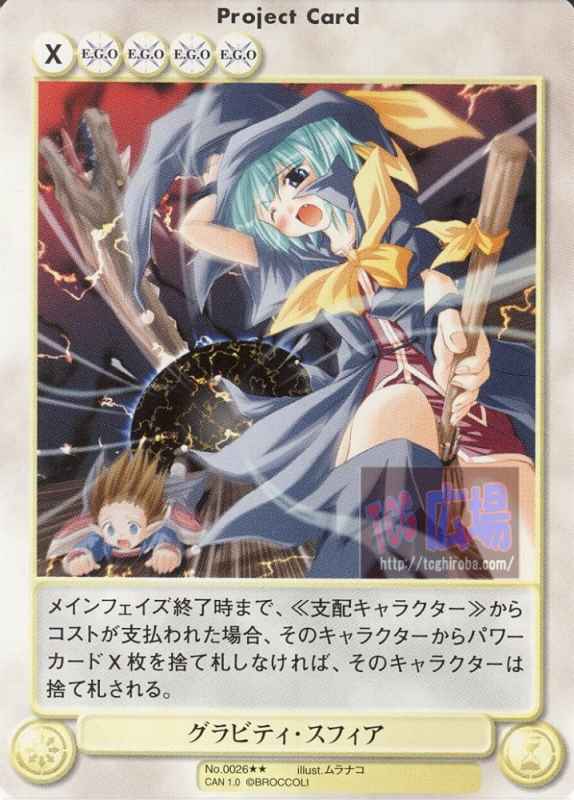 Project Card
X E.G.O E.G.O E.G.O E.G.O
TCG 広場
http://tcghiroba.com/
メインフェイズ終了時まで、≪支配キャラクター≫から
コストが支払われた場合、そのキャラクターからパワー
カードX枚を捨て札しなければ、そのキャラクターは
捨て札される。
グラビティ・スフィア
No.0026★★ illust.ムラナコ
CAN 1.0 ©BROCCOLI